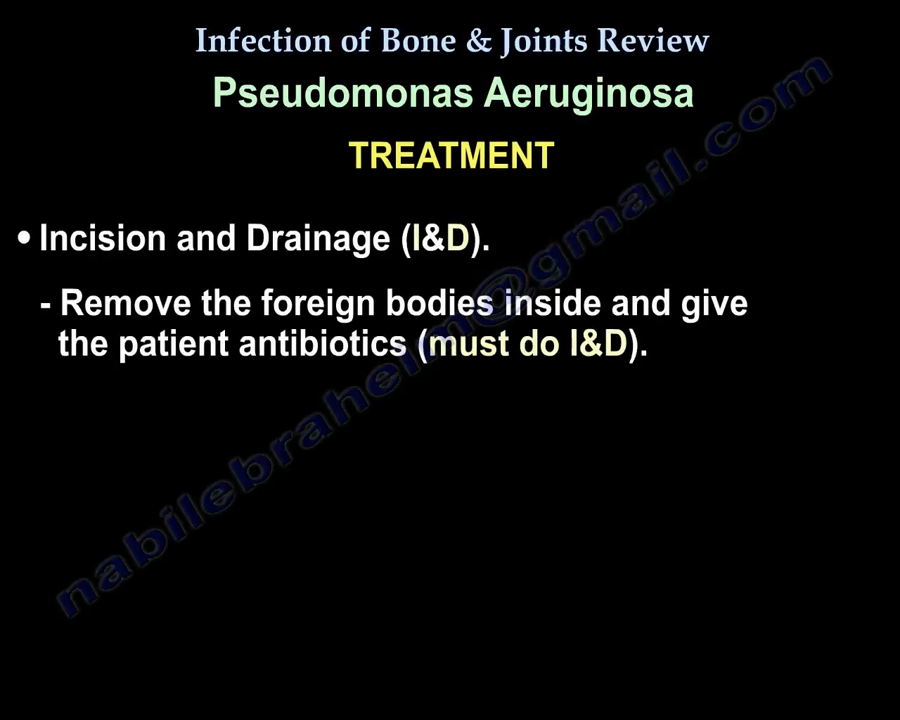 Infection of Bone & Joints Review
Pseudomonas Aeruginosa
TREATMENT
• Incision and Drainage (I&D).
- Remove the foreign bodies inside and give
the patient antibiotics (must do I&D).
nabilebraheim@gmail.com